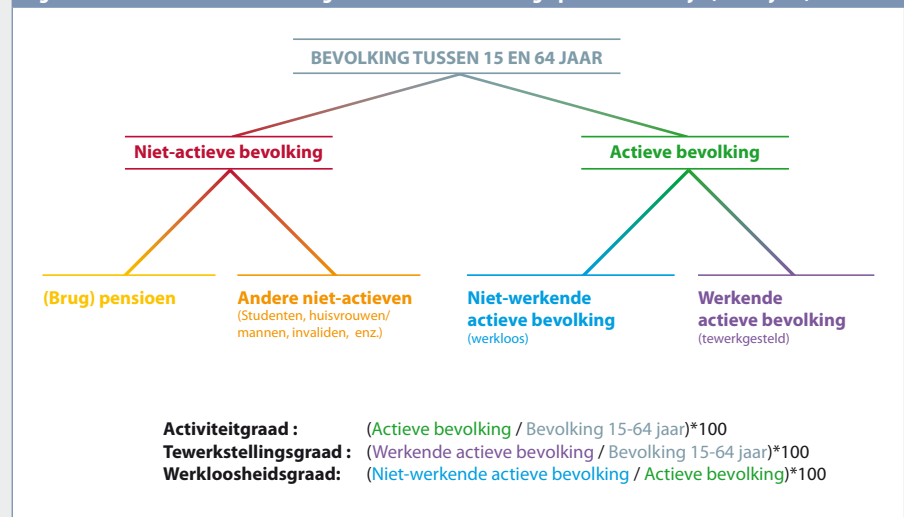 BEVOLKING TUSSEN 15 EN 64 JAAR
Niet-actieve bevolking
Actieve bevolking
(Brug) pensioen
Andere niet-actieven
(Studenten, huisvrouwen/
mannen, invaliden, enz.)
Niet-werkende
actieve bevolking
(werkloos)
Werkende
actieve bevolking
(tewerkgesteld)
Activiteitgraad : (Actieve bevolking / Bevolking 15-64 jaar)*100
Tewerkstellingsgraad : (Werkende actieve bevolking / Bevolking 15-64 jaar)*100
Werkloosheidsgraad: (Niet-werkende actieve bevolking / Actieve bevolking)*100